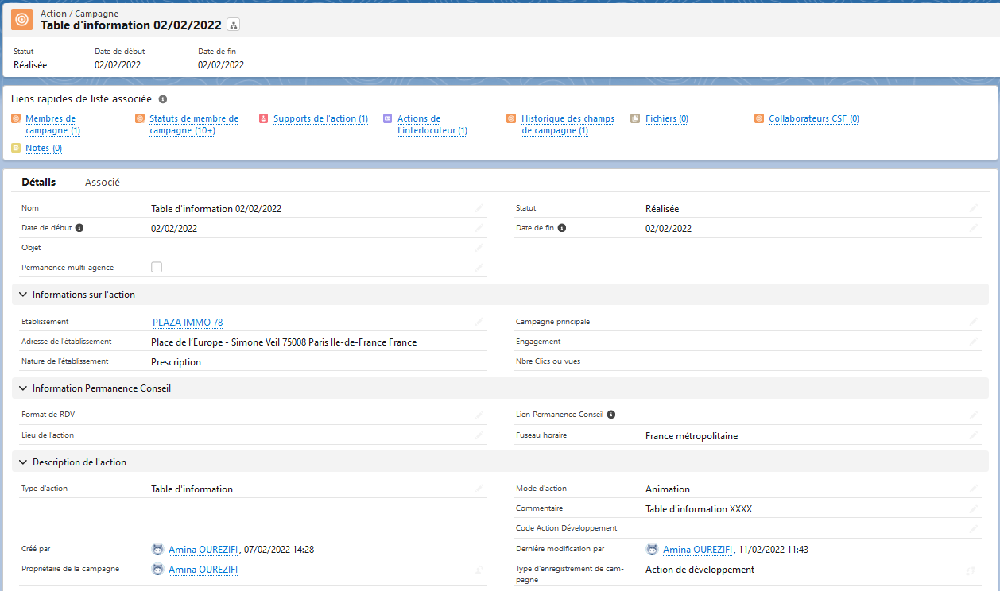 Action / Campagne
Table d'information 02/02/2022
Statut Date de début Date de fin
Réalisée 02/02/2022 02/02/2022
Liens rapides de liste associée
Membres de campagne (1)
Statuts de membre de campagne (10+)
Supports de l'action (1)
Actions de l'interlocuteur (1)
Historique des champs de campagne (1)
Fichiers (0)
Collaborateurs CSF (0)
Notes (0)
Détails Associé
Nom Table d'information 02/02/2022 Statut Réalisée
Date de début 02/02/2022 Date de fin 02/02/2022
Objet
Permanence multi-agence
Informations sur l'action
Etablissement PLAZA IMMO 78 Campagne principale
Adresse de l'établissement Place de l'Europe - Simone Veil 75008 Paris Ile-de-France France Engagement
Nature de l'établissement Prescription Nbre Clics ou vues
Information Permanence Conseil
Format de RDV Lien Permanence Conseil
Lieu de l'action Fuseau horaire France métropolitaine
Description de l'action
Type d'action Table d'information Mode d'action Animation
Commentaire Table d'information XXXX
Code Action Développement
Créé par Amina OUREZIFI, 07/02/2022 14:28 Dernière modification par Amina OUREZIFI, 11/02/2022 11:43
Propriétaire de la campagne Amina OUREZIFI Type d'enregistrement de cam-
pagne Action de développement